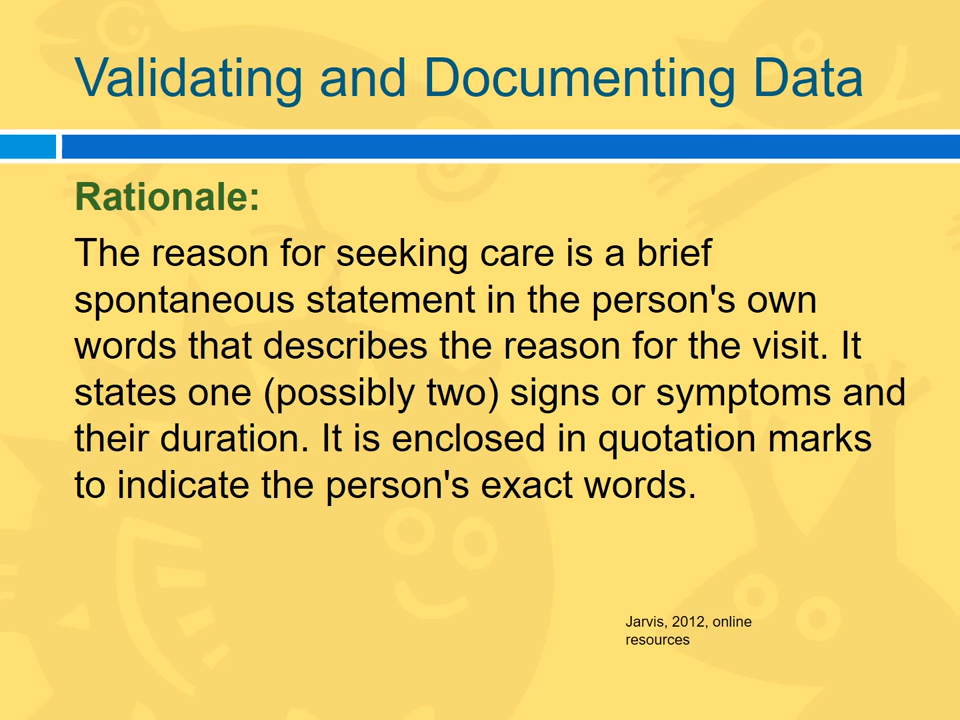 Validating and Documenting Data
Rationale:
The reason for seeking care is a brief
spontaneous statement in the person's own
words that describes the reason for the visit. It
states one (possibly two) signs or symptoms and
their duration. It is enclosed in quotation marks
to indicate the person's exact words.
Jarvis, 2012, online
resources